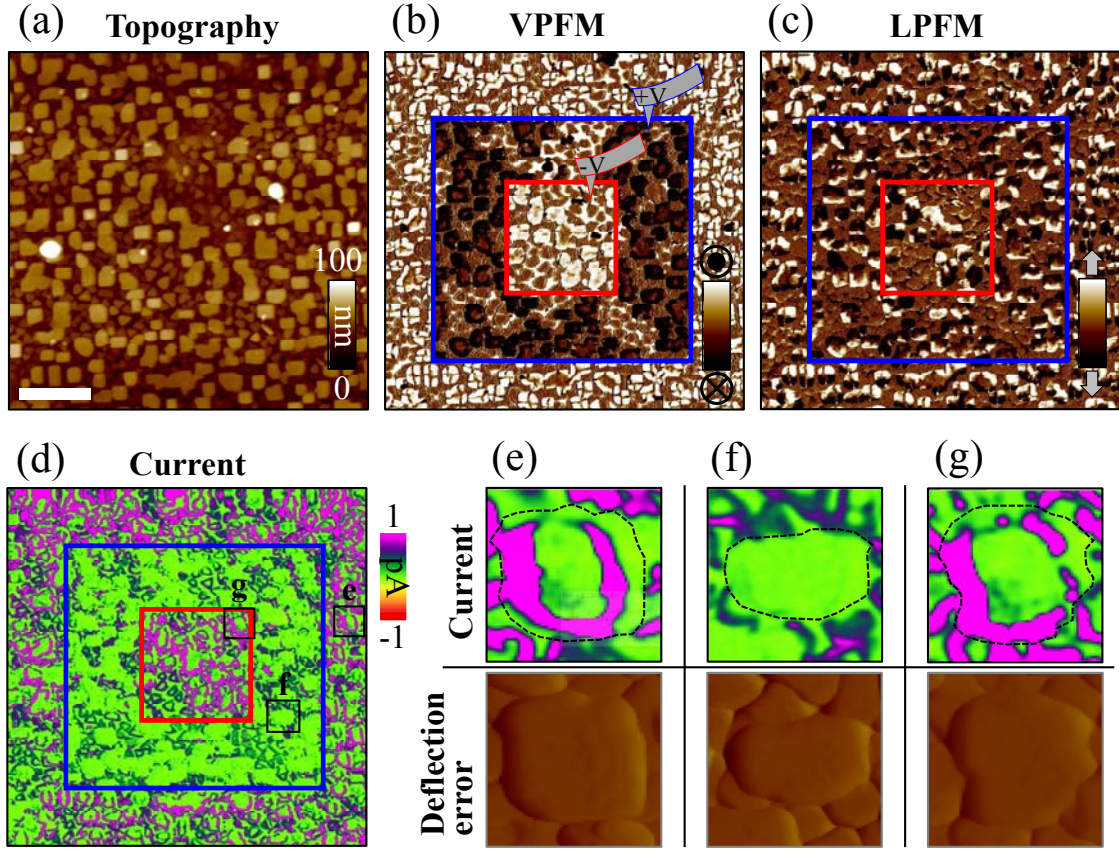 (a) Topography
(b) VPFM
(c) LPFM
+V
-V
100
nm
0
(d) Current
(e)
(f)
(g)
1
pA
-1
g
e
f
Current
Deflection
error